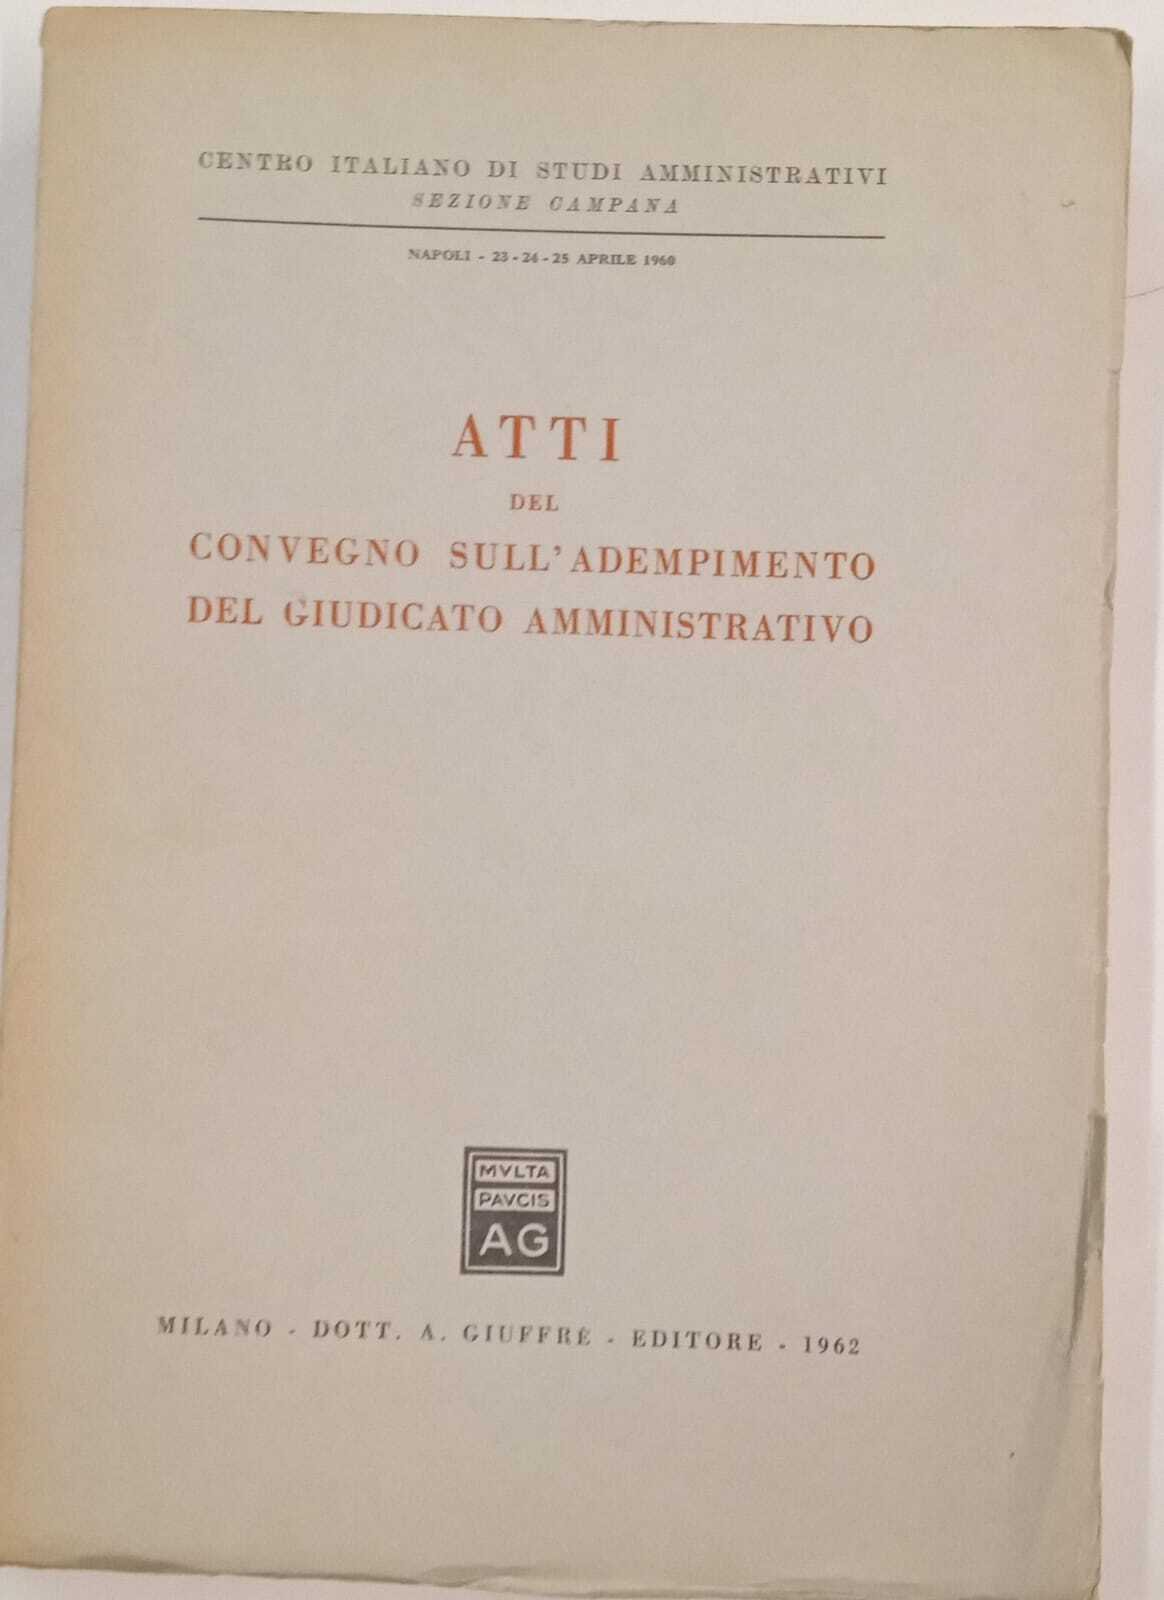 CENTRO ITALIANO DI STUDI AMMINISTRATIVI
SEZIONE CAMPANA
NAPOLI - 23 - 24 - 25 APRILE 1960
ATTI
DEL
CONVEGNO SULL'ADEMPIMENTO
DEL GIUDICATO AMMINISTRATIVO
MVLTA
PAVCIS
AG
MILANO - DOTT. A. GIUFFRÈ - EDITORE - 1962